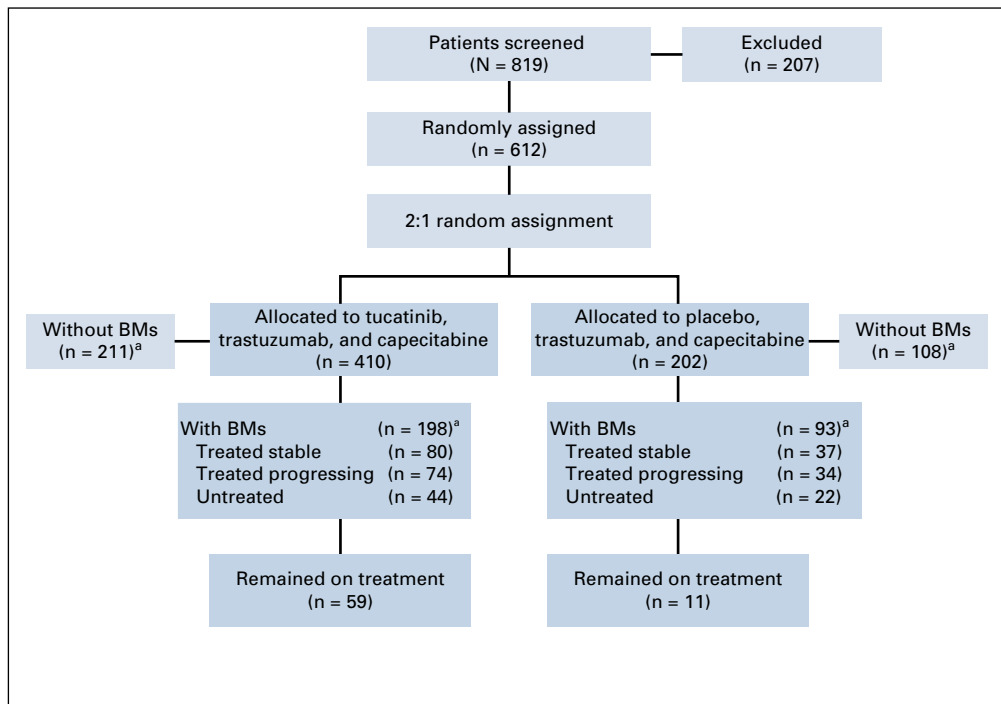 Patients screened
(N = 819)
Excluded
(n = 207)
Randomly assigned
(n = 612)
2:1 random assignment
Without BMs
(n = 211)a
Allocated to tucatinib,
trastuzumab, and capecitabine
(n = 410)
Allocated to placebo,
trastuzumab, and capecitabine
(n = 202)
Without BMs
(n = 108)a
With BMs (n = 198)a
Treated stable (n = 80)
Treated progressing (n = 74)
Untreated (n = 44)
With BMs (n = 93)a
Treated stable (n = 37)
Treated progressing (n = 34)
Untreated (n = 22)
Remained on treatment
(n = 59)
Remained on treatment
(n = 11)